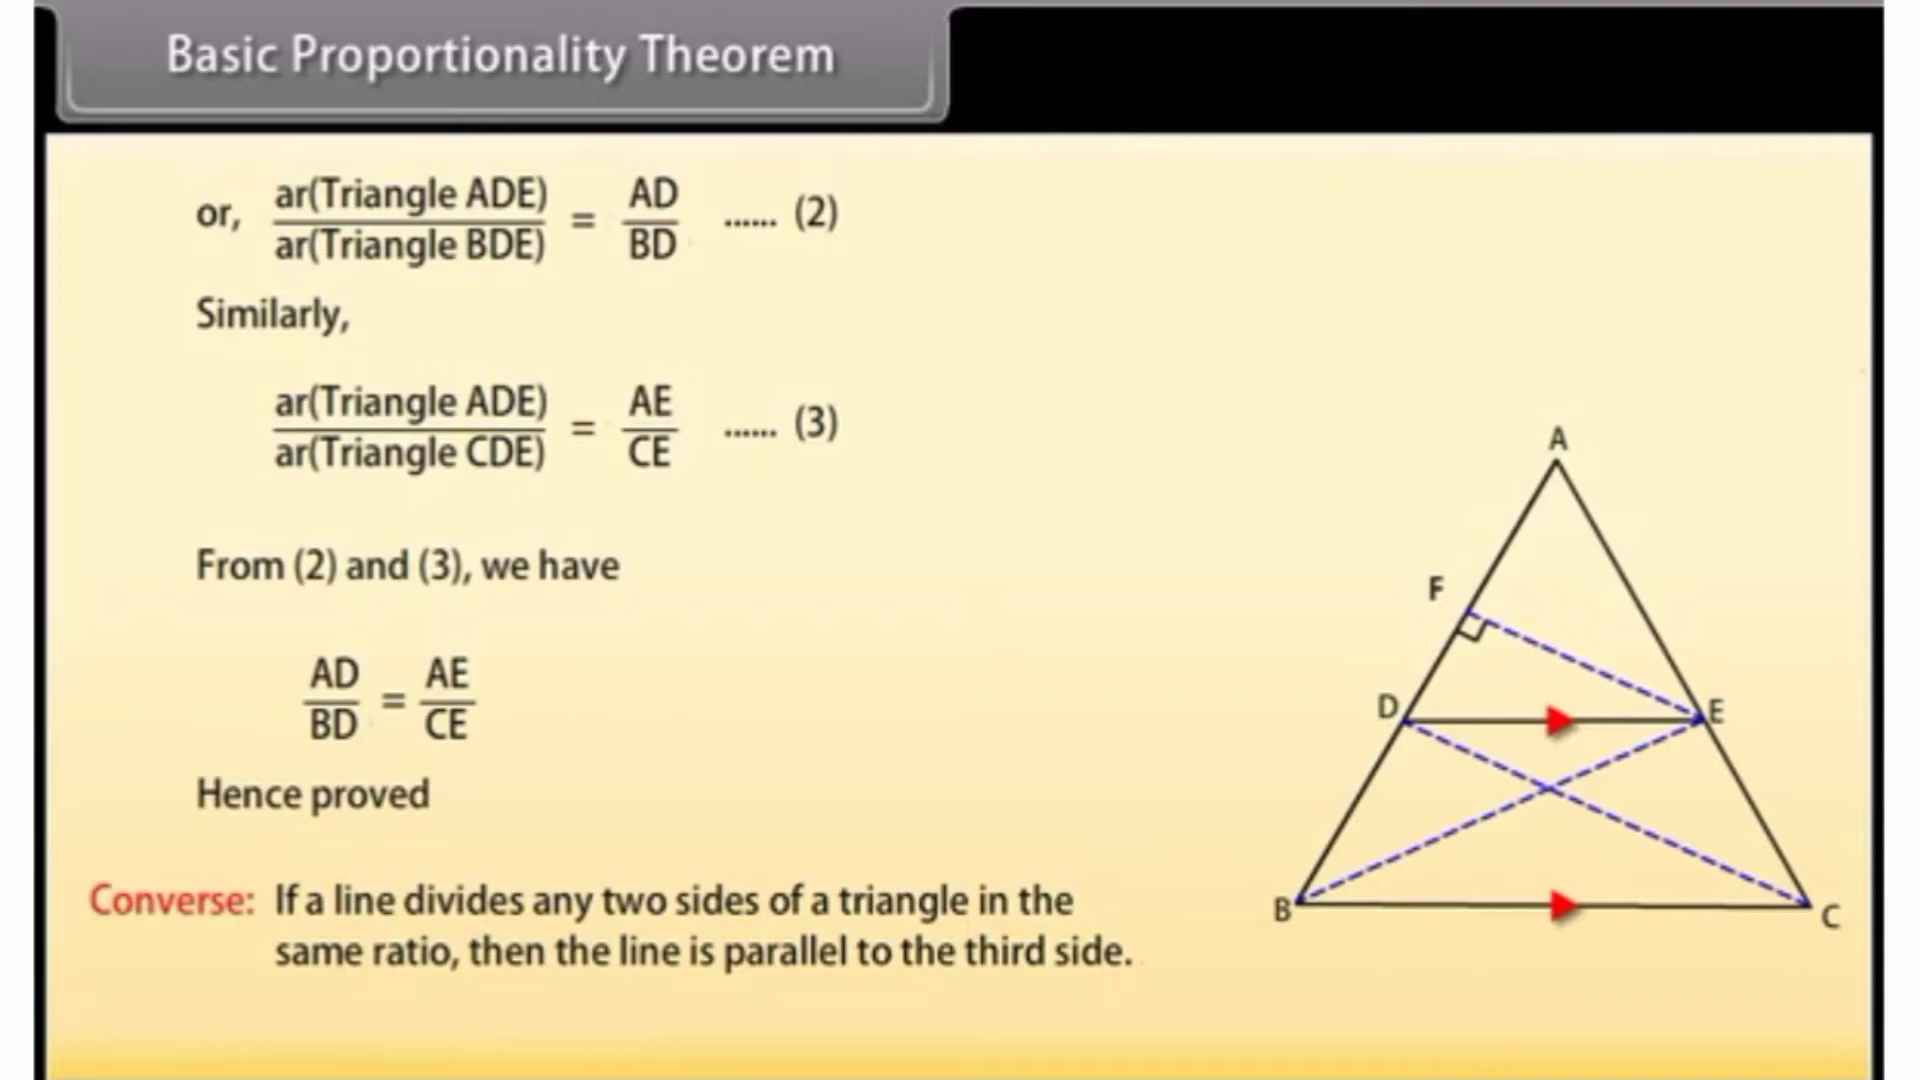 Basic Proportionality Theorem
or, ar(Triangle ADE) / ar(Triangle BDE) = AD / BD ...... (2)
Similarly,
ar(Triangle ADE) / ar(Triangle CDE) = AE / CE ...... (3)
From (2) and (3), we have
AD / BD = AE / CE
Hence proved
Converse: If a line divides any two sides of a triangle in the
same ratio, then the line is parallel to the third side.
A
F
D E
B C